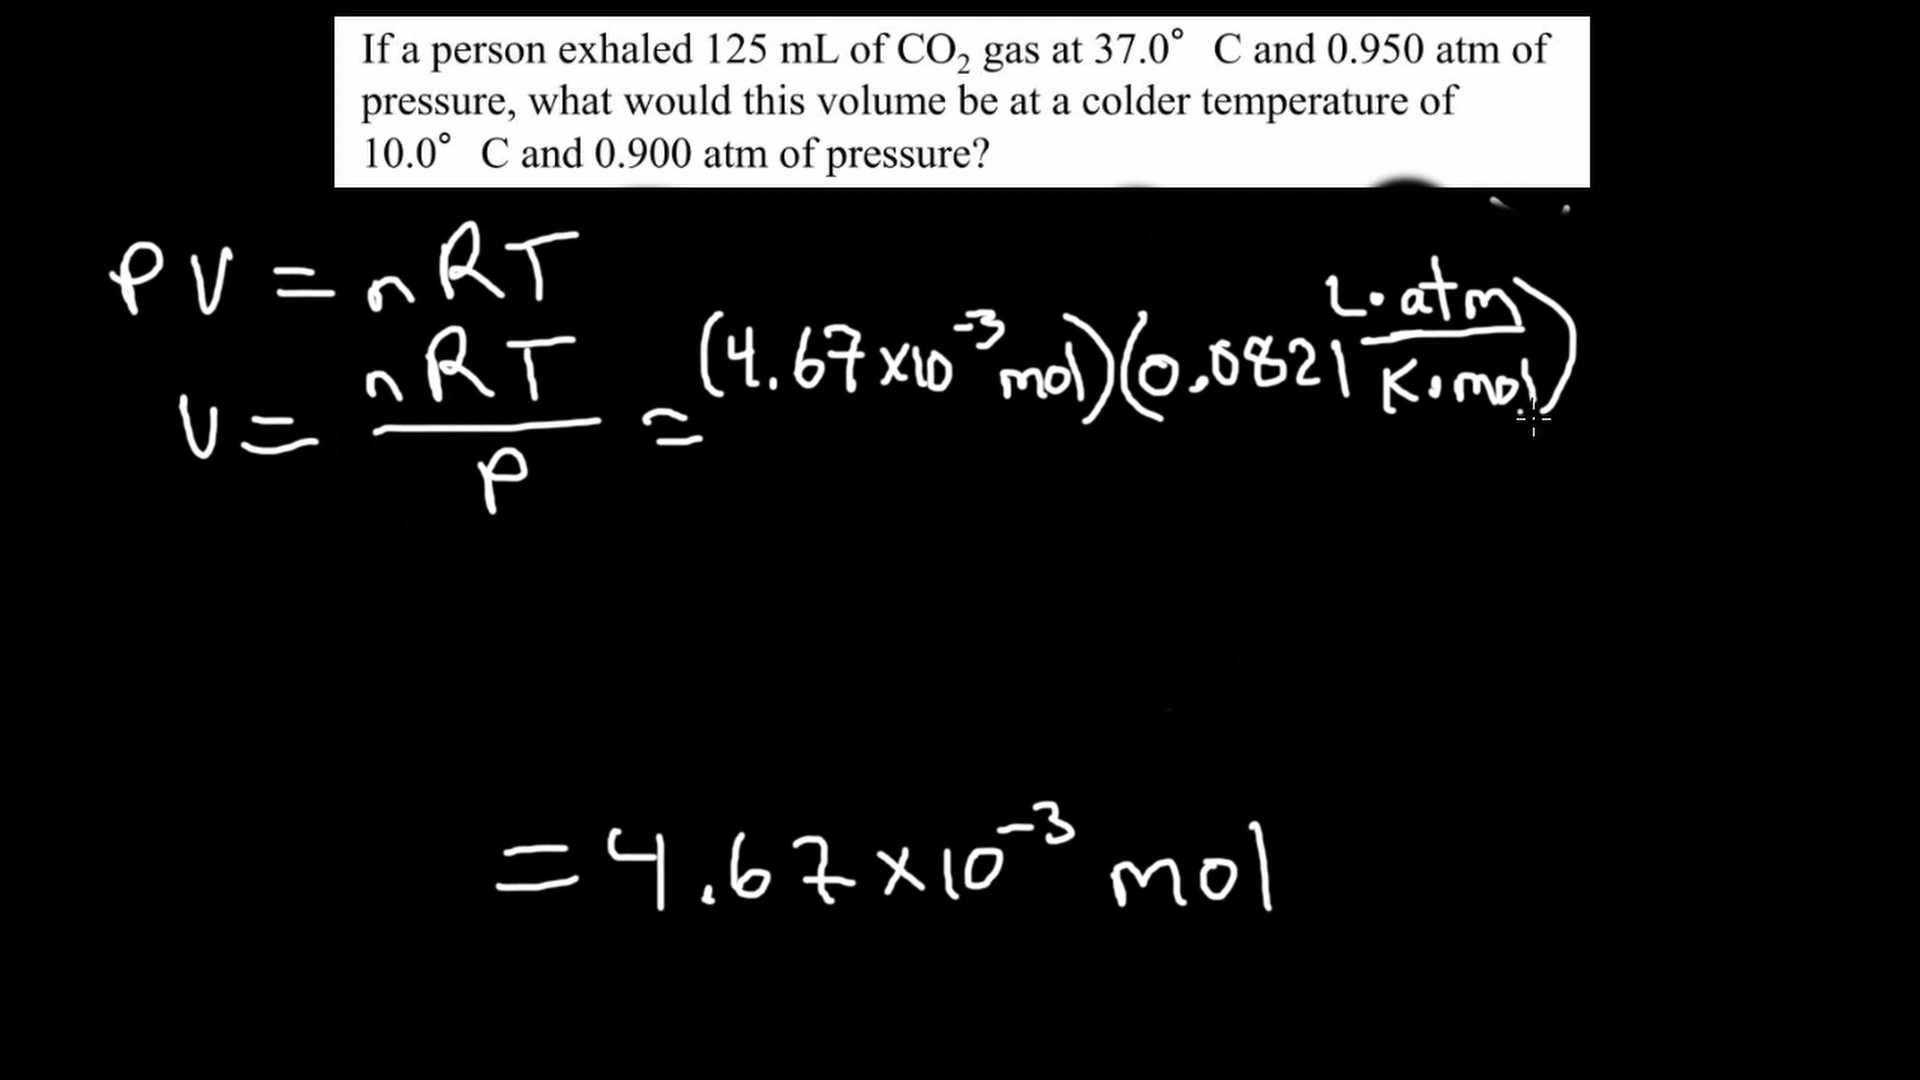 If a person exhaled 125 mL of CO₂ gas at 37.0° C and 0.950 atm of
pressure, what would this volume be at a colder temperature of
10.0° C and 0.900 atm of pressure?
PV = nRT
V = nRT / P = (4.67 x10⁻³ mol)(0.0821 L·atm / K·mol)
= 4.67 x10⁻³ mol